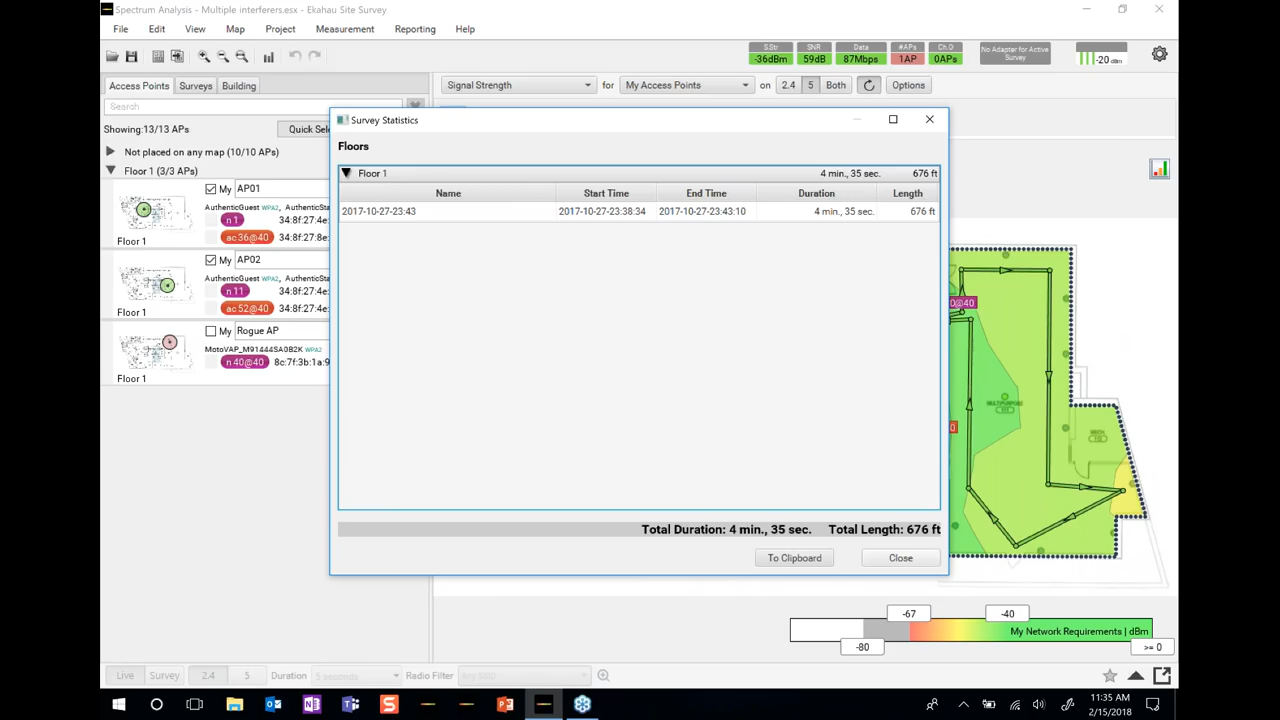 Spectrum Analysis - Multiple interferers.esx - Ekahau Site Survey
File Edit View Map Project Measurement Reporting Help
S.Str -36dBm
SNR 59dB
Data 87Mbps
#APs 1AP
Ch.O 0APs
No Adapter for Active Survey
-20 dBm
Access Points Surveys Building
Search
Showing:13/13 APs
Not placed on any map (10/10 APs)
Floor 1 (3/3 APs)
My AP01
AuthenticGuest WPA2,
n 1 34:8f:27:4e:
ac 36@40 34:8f:27:8e:
Floor 1
My AP02
AuthenticGuest WPA2,
n 11 34:8f:27:4e:
ac 52@40 34:8f:27:4e:
Floor 1
My Rogue AP
MotoVAP_M91444SA0B2K WPA2
n 40@40 8c:7f:3b:1a:9
Floor 1
Signal Strength for My Access Points on 2.4 5 Both Options
Survey Statistics
Floors
Floor 1 4 min., 35 sec. 676 ft
Name Start Time End Time Duration Length
2017-10-27-23:43 2017-10-27-23:38:34 2017-10-27-23:43:10 4 min., 35 sec. 676 ft
Total Duration: 4 min., 35 sec. Total Length: 676 ft
To Clipboard Close
-67 -40
My Network Requirements | dBm
-80 >= 0
Live Survey 2.4 5 Duration 5 seconds Radio Filter Any SSID
11:35 AM
2/15/2018